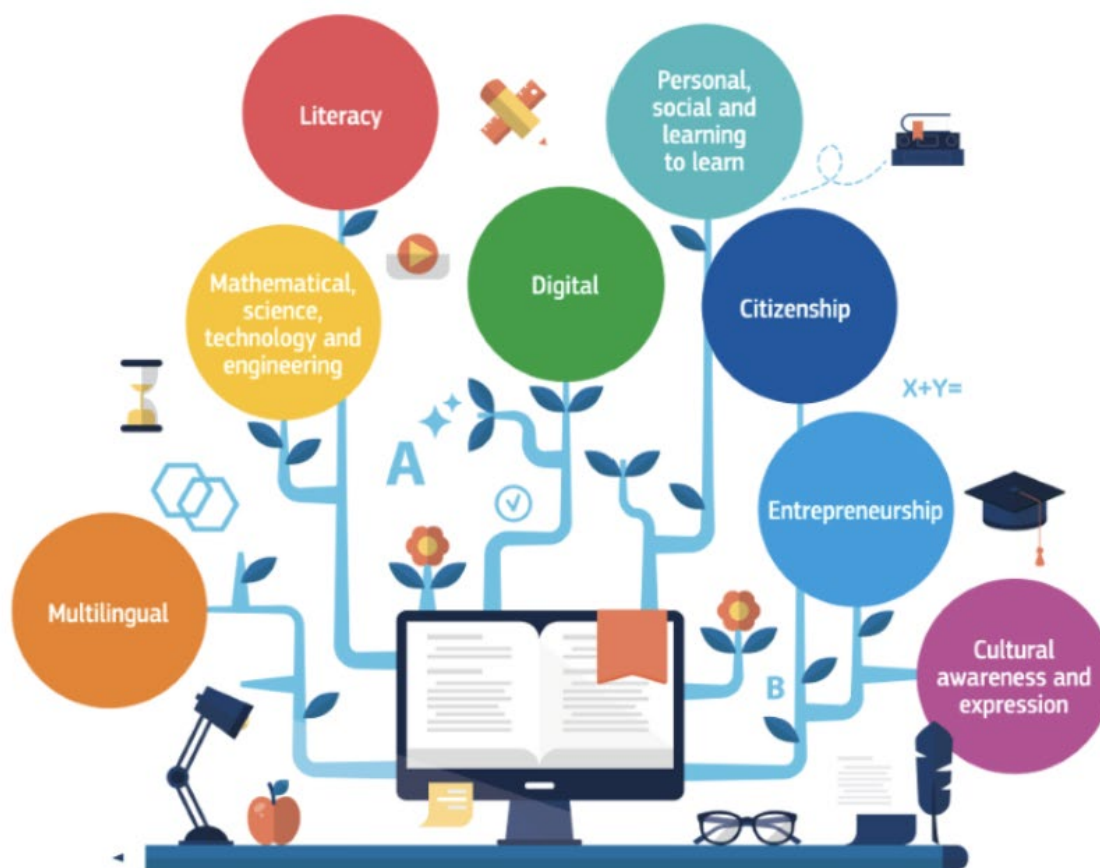 Literacy
Personal,
social and
learning
to learn
Mathematical,
science,
technology and
engineering
Digital
Citizenship
X+Y=
A
Entrepreneurship
Multilingual
Cultural
awareness and
expression
B